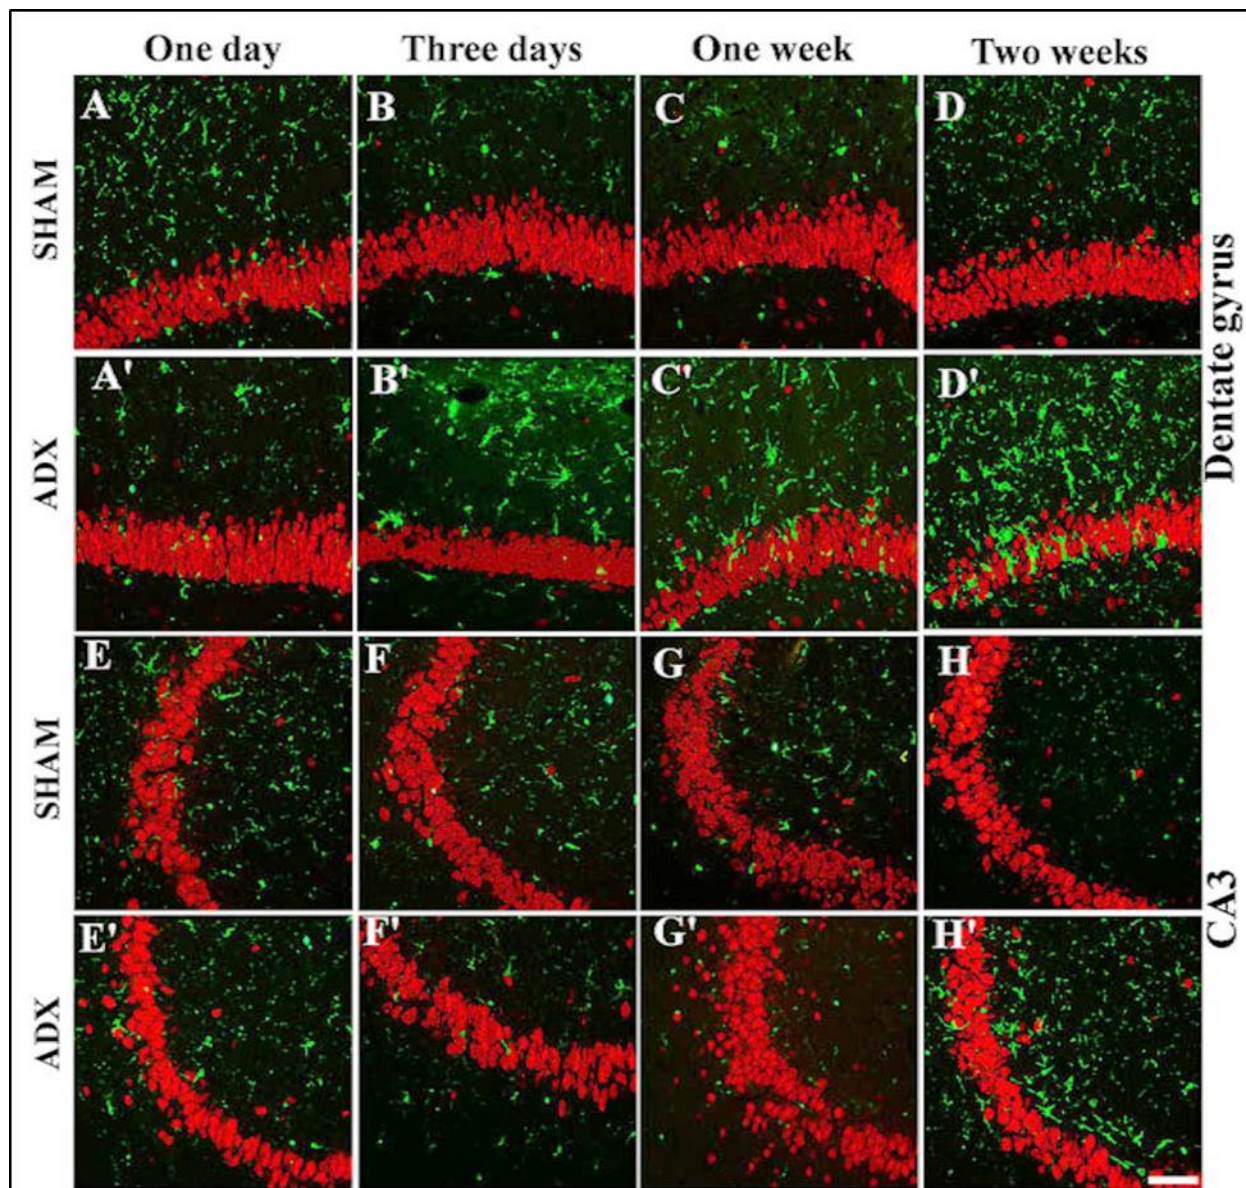 One day Three days One week Two weeks
SHAM
A B C D
Dentate gyrus
ADX
A' B' C' D'
SHAM
E F G H
CA3
ADX
E' F' G' H'